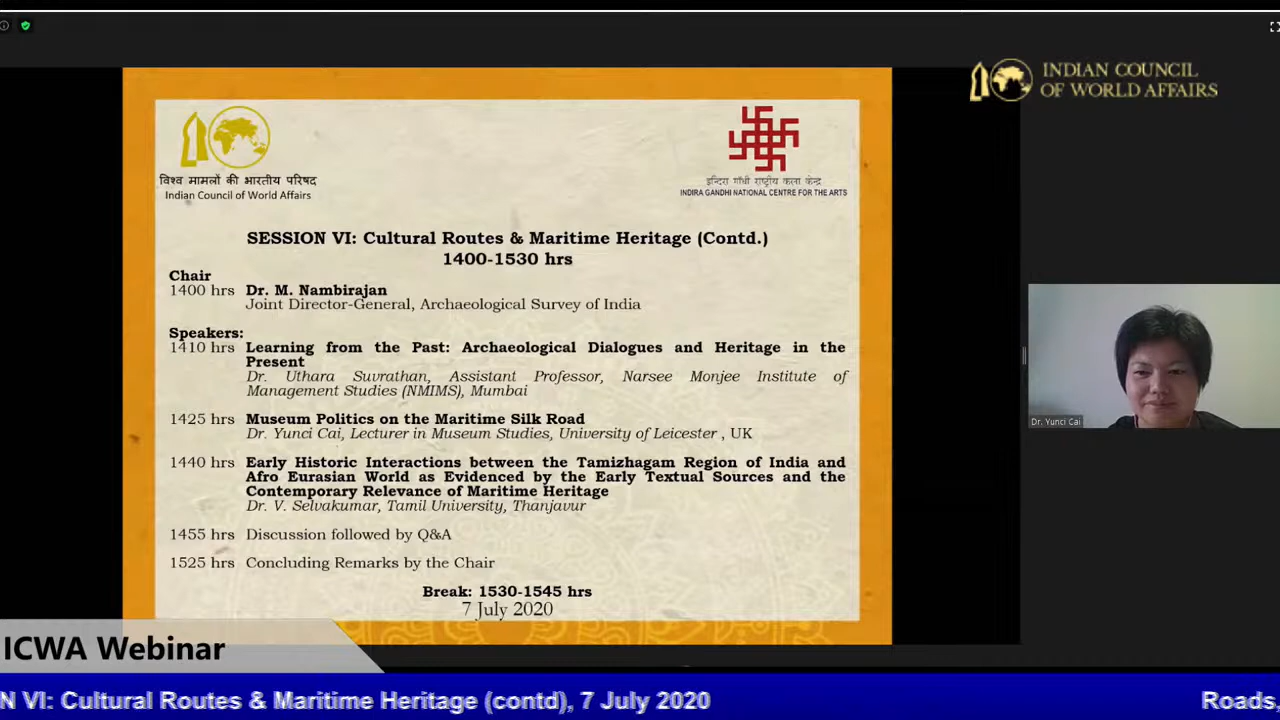 INDIAN COUNCIL
OF WORLD AFFAIRS
विश्व मामलों की भारतीय परिषद
Indian Council of World Affairs
इन्दिरा गाँधी राष्ट्रीय कला केन्द्र
INDIRA GANDHI NATIONAL CENTRE FOR THE ARTS
SESSION VI: Cultural Routes & Maritime Heritage (Contd.)
1400-1530 hrs
Chair
1400 hrs Dr. M. Nambirajan
Joint Director-General, Archaeological Survey of India
Speakers:
1410 hrs Learning from the Past: Archaeological Dialogues and Heritage in the
Present
Dr. Uthara Suvrathan, Assistant Professor, Narsee Monjee Institute of
Management Studies (NMIMS), Mumbai
1425 hrs Museum Politics on the Maritime Silk Road
Dr. Yunci Cai, Lecturer in Museum Studies, University of Leicester , UK
1440 hrs Early Historic Interactions between the Tamizhagam Region of India and
Afro Eurasian World as Evidenced by the Early Textual Sources and the
Contemporary Relevance of Maritime Heritage
Dr. V. Selvakumar, Tamil University, Thanjavur
1455 hrs Discussion followed by Q&A
1525 hrs Concluding Remarks by the Chair
Break: 1530-1545 hrs
7 July 2020
Dr. Yunci Cai
ICWA Webinar
N VI: Cultural Routes & Maritime Heritage (contd), 7 July 2020 Roads,